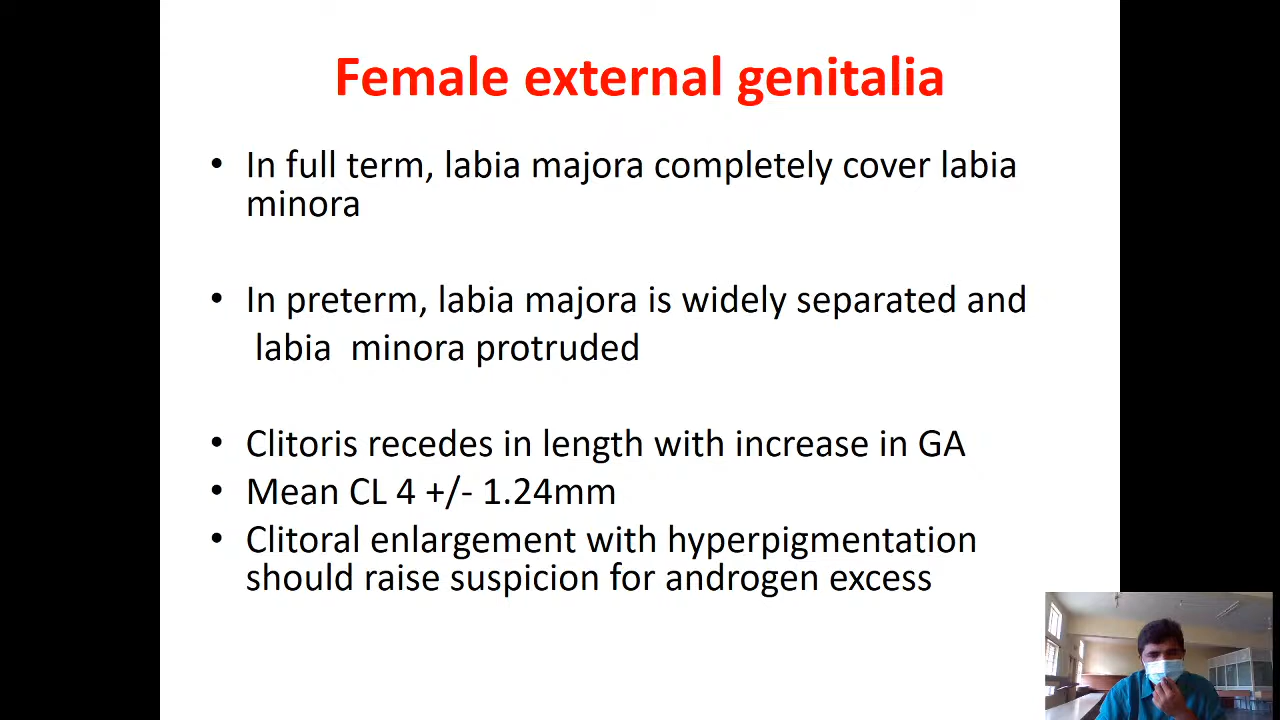 Female external genitalia
• In full term, labia majora completely cover labia
minora
• In preterm, labia majora is widely separated and
labia minora protruded
• Clitoris recedes in length with increase in GA
• Mean CL 4 +/- 1.24mm
• Clitoral enlargement with hyperpigmentation
should raise suspicion for androgen excess